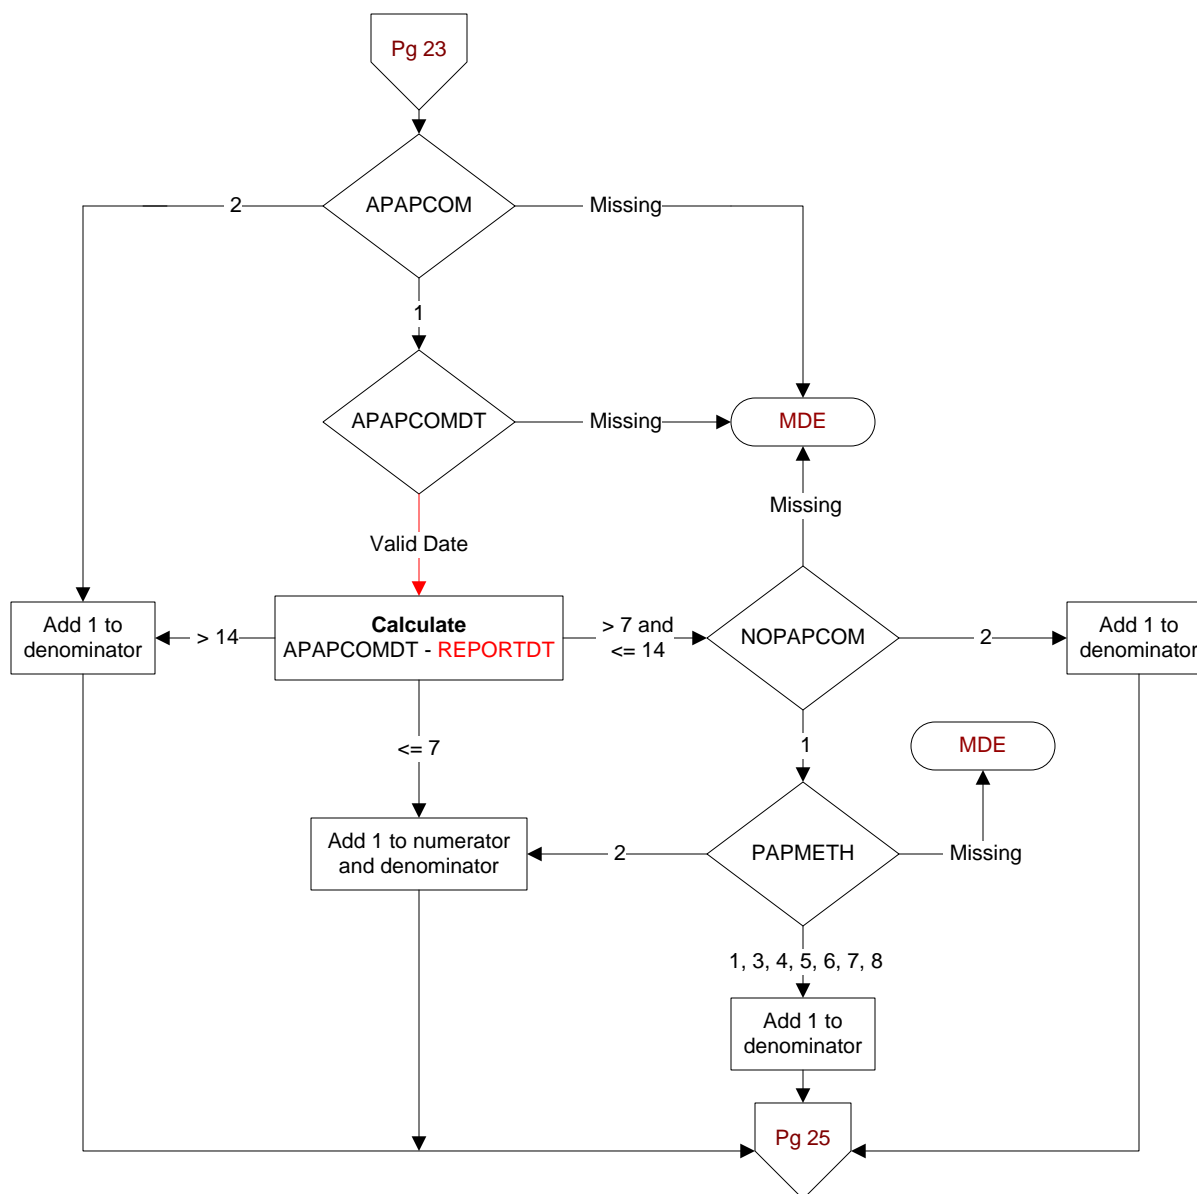 Pg 23
2
APAPCOM
Missing
1
APAPCOMDT
Missing
MDE
Missing
Valid Date
Add 1 to
denominator
> 14
Calculate
APAPCOMDT - REPORTDT
> 7 and
<= 14
NOPAPCOM
2
Add 1 to
denominator
<= 7
1
MDE
Add 1 to numerator
and denominator
2
PAPMETH
Missing
1, 3, 4, 5, 6, 7, 8
Add 1 to
denominator
Pg 25